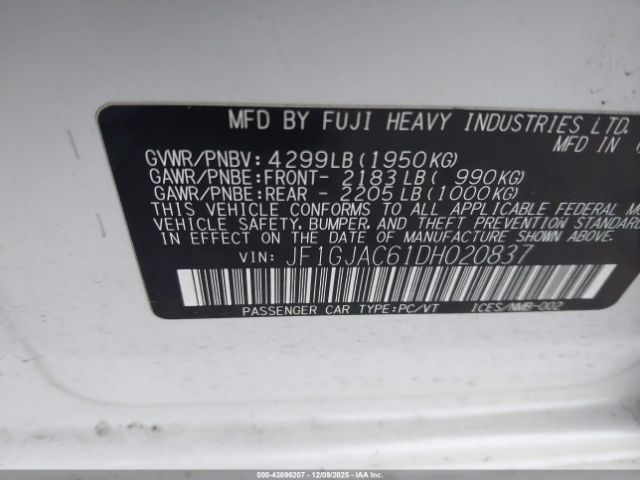 MFD BY FUJI HEAVY INDUSTRIES LTD.
MFD IN
GVWR/PNBV: 4299LB(1950KG)
GAWR/PNBE:FRONT- 2183LB( 990KG)
GAWR/PNBE:REAR - 2205LB(1000KG)
THIS VEHICLE CONFORMS TO ALL APPLICABLE FEDERAL
VEHICLE SAFETY, BUMPER, AND THEFT PREVENTION STANDARD
IN EFFECT ON THE DATE OF MANUFACTURE SHOWN
VIN: JF1GJAC61DH020837
PASSENGER CAR TYPE:PC/VT ICES/NMB-002
000-43896207 - 12/09/2025 - IAAI.COM